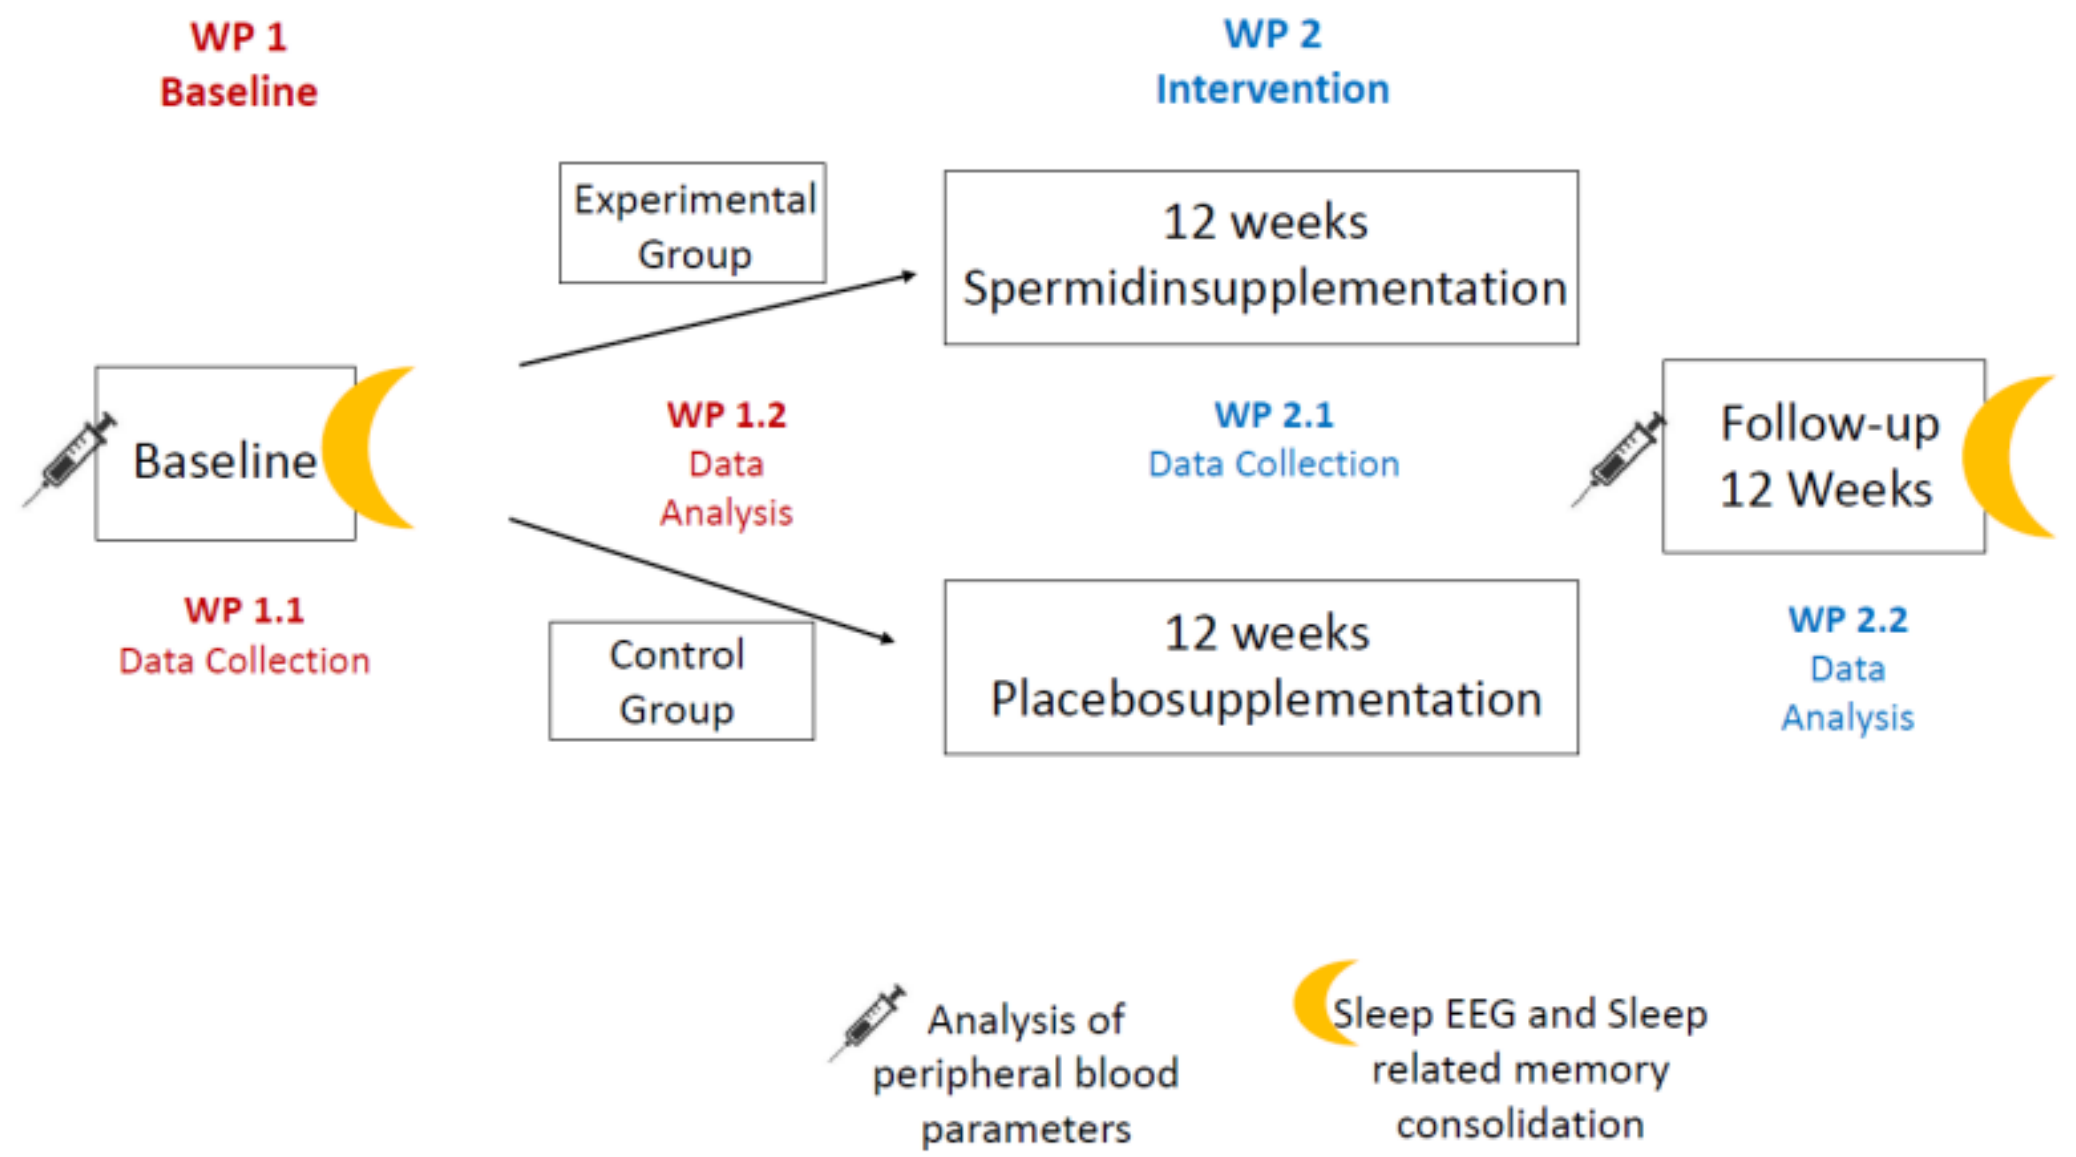 WP 1
Baseline
WP 2
Intervention
Experimental
Group
12 weeks
Spermidinsupplementation
Baseline
WP 1.1
Data Collection
WP 1.2
Data
Analysis
WP 2.1
Data Collection
Follow-up
12 Weeks
Control
Group
12 weeks
Placebosupplementation
WP 2.2
Data
Analysis
Analysis of
peripheral blood
parameters
Sleep EEG and Sleep
related memory
consolidation